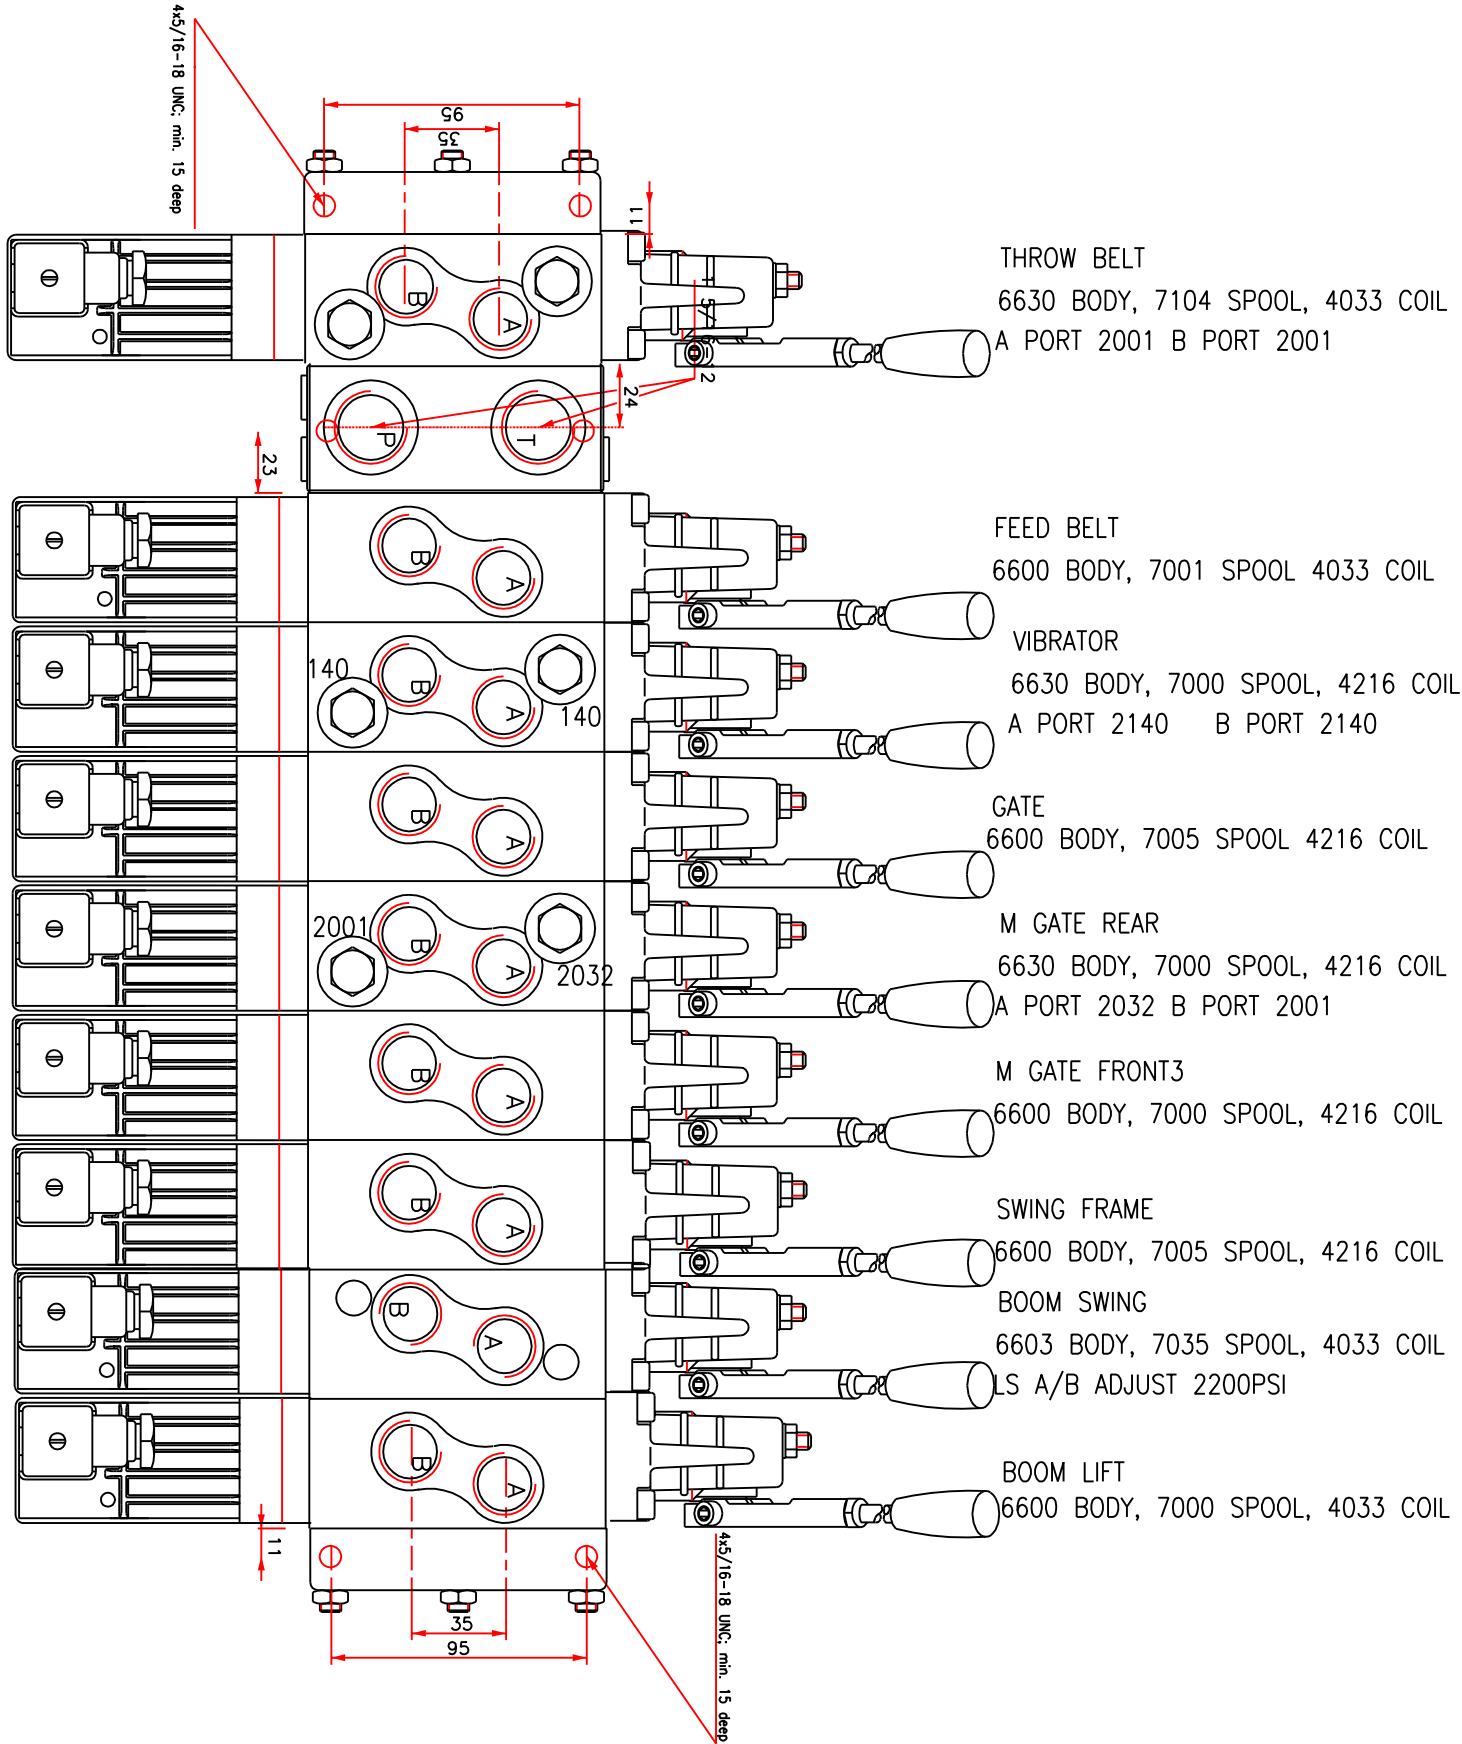 4x5/16-18 UNC; min. 15 deep
95
35
11
THROW BELT
6630 BODY, 7104 SPOOL, 4033 COIL
A PORT 2001 B PORT 2001
B
A
24
P
T
23
FEED BELT
6600 BODY, 7001 SPOOL 4033 COIL
B
A
VIBRATOR
6630 BODY, 7000 SPOOL, 4216 COIL
A PORT 2140 B PORT 2140
140
B
A
140
GATE
6600 BODY, 7005 SPOOL 4216 COIL
B
A
M GATE REAR
6630 BODY, 7000 SPOOL, 4216 COIL
A PORT 2032 B PORT 2001
2001
B
A
2032
M GATE FRONT3
6600 BODY, 7000 SPOOL, 4216 COIL
B
A
SWING FRAME
6600 BODY, 7005 SPOOL, 4216 COIL
B
A
BOOM SWING
6603 BODY, 7035 SPOOL, 4033 COIL
LS A/B ADJUST 2200PSI
B
A
BOOM LIFT
6600 BODY, 7000 SPOOL, 4033 COIL
B
A
11
35
95
4x5/16-18 UNC; min. 15 deep